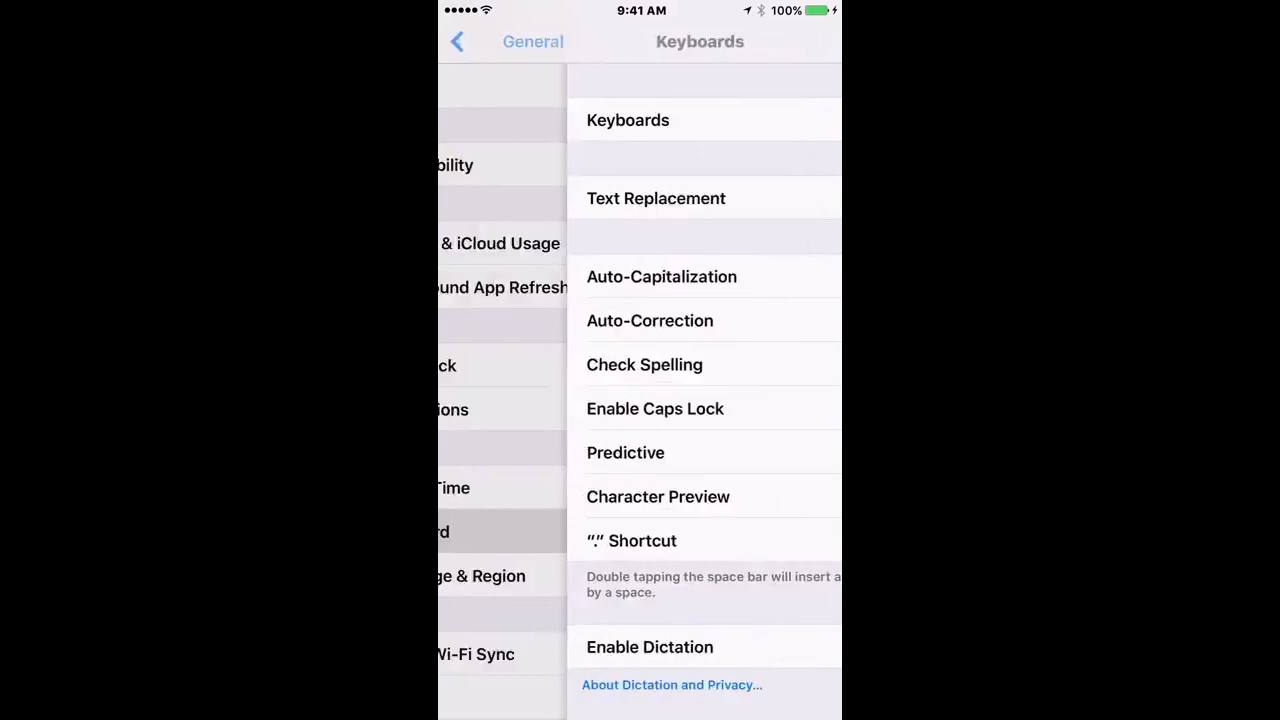 9:41 AM 100%
General Keyboards
bility
& iCloud Usage
ound App Refresh
ck
ions
Time
rd
ge & Region
Wi-Fi Sync
Keyboards
Text Replacement
Auto-Capitalization
Auto-Correction
Check Spelling
Enable Caps Lock
Predictive
Character Preview
“.” Shortcut
Double tapping the space bar will insert a
by a space.
Enable Dictation
About Dictation and Privacy...